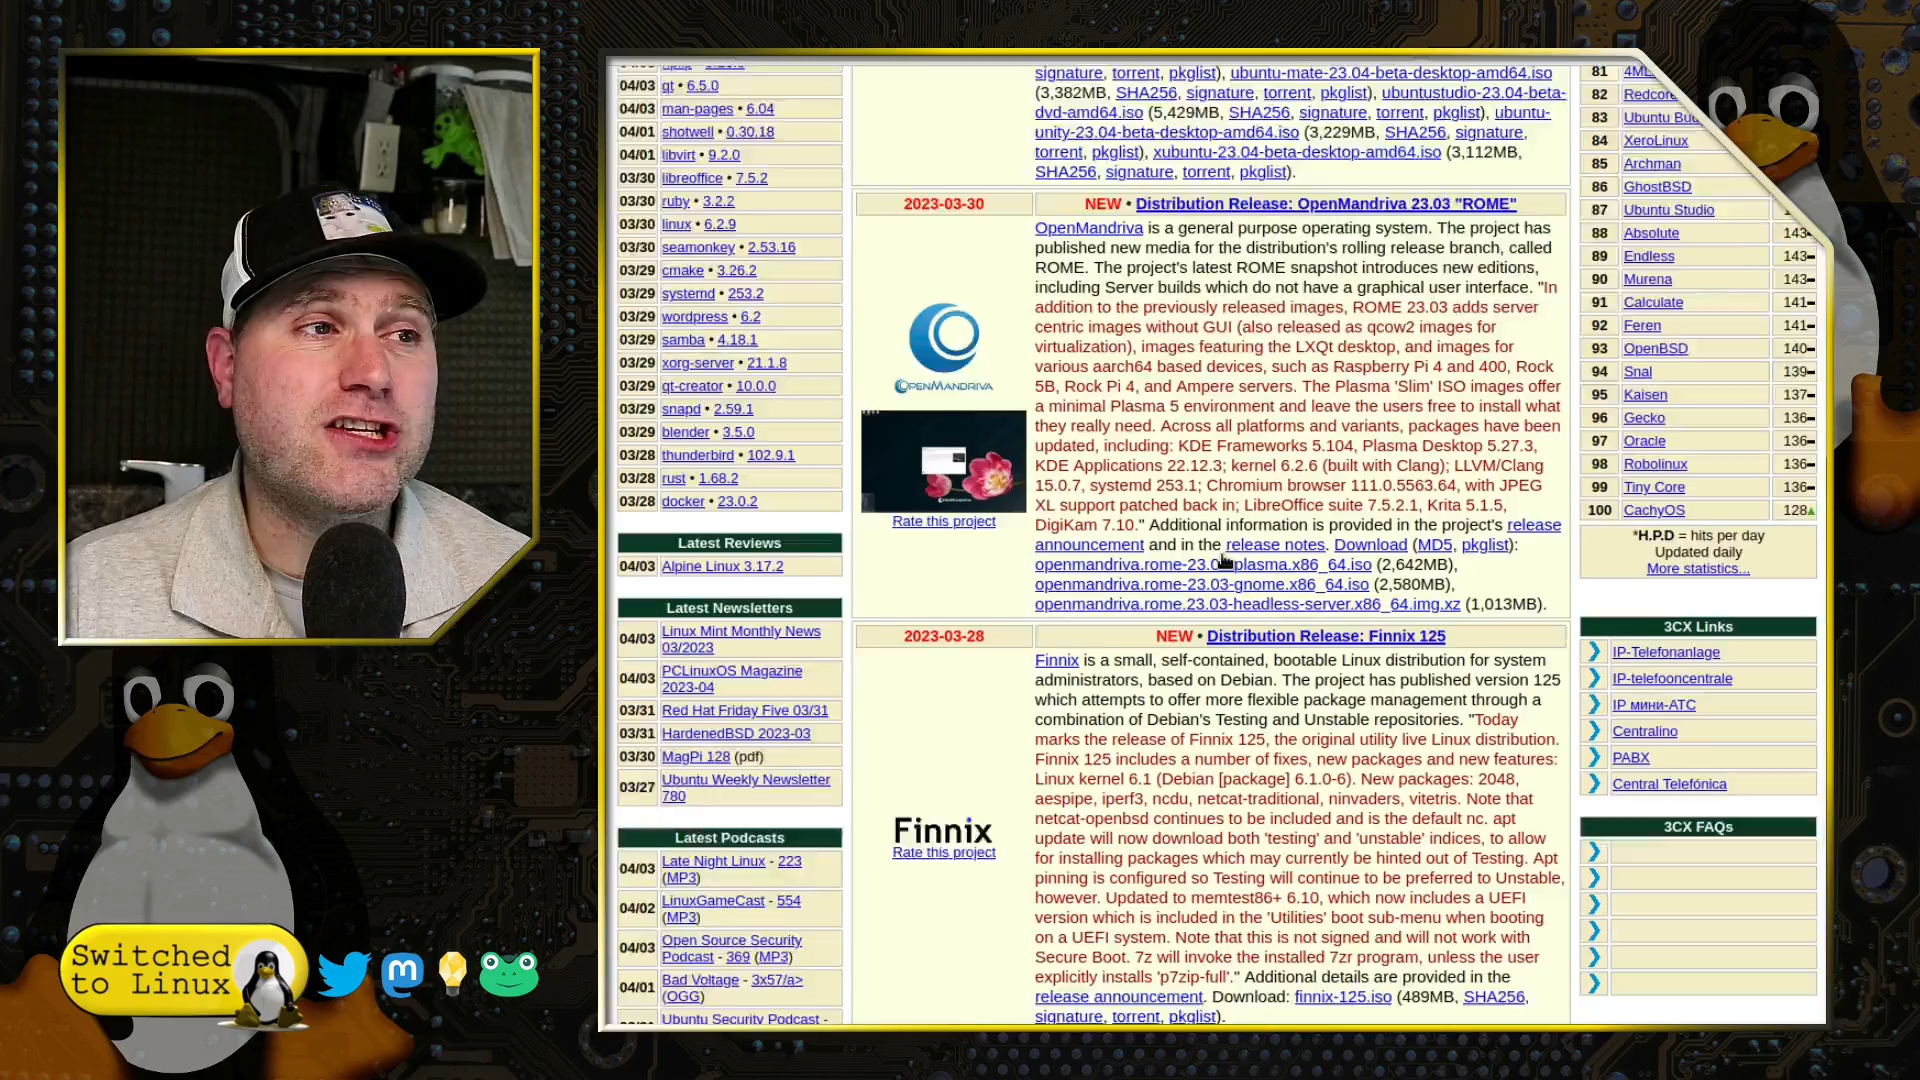 04/03 qt • 6.5.0
04/03 man-pages • 6.04
04/01 shotwell • 0.30.18
04/01 libvirt • 9.2.0
03/30 libreoffice • 7.5.2
03/30 ruby • 3.2.2
03/30 linux • 6.2.9
03/30 seamonkey • 2.53.16
03/29 cmake • 3.26.2
03/29 systemd • 253.2
03/29 wordpress • 6.2
03/29 samba • 4.18.1
03/29 xorg-server • 21.1.8
03/29 qt-creator • 10.0.0
03/29 snapd • 2.59.1
03/29 blender • 3.5.0
03/28 thunderbird • 102.9.1
03/28 rust • 1.68.2
03/28 docker • 23.0.2
Latest Reviews
04/03 Alpine Linux 3.17.2
Latest Newsletters
04/03 Linux Mint Monthly News
03/2023
04/03 PCLinuxOS Magazine
2023-04
03/31 Red Hat Friday Five 03/31
03/31 HardenedBSD 2023-03
03/30 MagPi 128 (pdf)
03/27 Ubuntu Weekly Newsletter
780
Latest Podcasts
04/03 Late Night Linux - 223
(MP3)
04/02 LinuxGameCast - 554
(MP3)
04/03 Open Source Security
Podcast - 369 (MP3)
04/01 Bad Voltage - 3x57/a>
(OGG)
Ubuntu Security Podcast -
signature, torrent, pkglist), ubuntu-mate-23.04-beta-desktop-amd64.iso
(3,382MB, SHA256, signature, torrent, pkglist), ubuntustudio-23.04-beta-
dvd-amd64.iso (5,429MB, SHA256, signature, torrent, pkglist), ubuntu-
unity-23.04-beta-desktop-amd64.iso (3,229MB, SHA256, signature,
torrent, pkglist), xubuntu-23.04-beta-desktop-amd64.iso (3,112MB,
SHA256, signature, torrent, pkglist).
2023-03-30 NEW • Distribution Release: OpenMandriva 23.03 "ROME"
OPENMANDRIVA
Rate this project
OpenMandriva is a general purpose operating system. The project has
published new media for the distribution's rolling release branch, called
ROME. The project's latest ROME snapshot introduces new editions,
including Server builds which do not have a graphical user interface. "In
addition to the previously released images, ROME 23.03 adds server
centric images without GUI (also released as qcow2 images for
virtualization), images featuring the LXQt desktop, and images for
various aarch64 based devices, such as Raspberry Pi 4 and 400, Rock
5B, Rock Pi 4, and Ampere servers. The Plasma 'Slim' ISO images offer
a minimal Plasma 5 environment and leave the users free to install what
they really need. Across all platforms and variants, packages have been
updated, including: KDE Frameworks 5.104, Plasma Desktop 5.27.3,
KDE Applications 22.12.3; kernel 6.2.6 (built with Clang); LLVM/Clang
15.0.7, systemd 253.1; Chromium browser 111.0.5563.64, with JPEG
XL support patched back in; LibreOffice suite 7.5.2.1, Krita 5.1.5,
DigiKam 7.10." Additional information is provided in the project's release
announcement and in the release notes. Download (MD5, pkglist):
openmandriva.rome-23.0 plasma.x86_64.iso (2,642MB),
openmandriva.rome-23.03-gnome.x86_64.iso (2,580MB),
openmandriva.rome.23.03-headless-server.x86_64.img.xz (1,013MB).
2023-03-28 NEW • Distribution Release: Finnix 125
Finnix
Rate this project
Finnix is a small, self-contained, bootable Linux distribution for system
administrators, based on Debian. The project has published version 125
which attempts to offer more flexible package management through a
combination of Debian's Testing and Unstable repositories. "Today
marks the release of Finnix 125, the original utility live Linux distribution.
Finnix 125 includes a number of fixes, new packages and new features:
Linux kernel 6.1 (Debian [package] 6.1.0-6). New packages: 2048,
aespipe, iperf3, ncdu, netcat-traditional, ninvaders, vitetris. Note that
netcat-openbsd continues to be included and is the default nc. apt
update will now download both 'testing' and 'unstable' indices, to allow
for installing packages which may currently be hinted out of Testing. Apt
pinning is configured so Testing will continue to be preferred to Unstable,
however. Updated to memtest86+ 6.10, which now includes a UEFI
version which is included in the 'Utilities' boot sub-menu when booting
on a UEFI system. Note that this is not signed and will not work with
Secure Boot. 7z will invoke the installed 7zr program, unless the user
explicitly installs 'p7zip-full'." Additional details are provided in the
release announcement. Download: finnix-125.iso (489MB, SHA256,
signature, torrent, pkglist).
81
82 Redcore
83 Ubuntu
84 XeroLinux
85 Archman
86 GhostBSD
87 Ubuntu Studio
88 Absolute 143
89 Endless 143
90 Murena 143
91 Calculate 141
92 Feren 141
93 OpenBSD 140
94 Snal 139
95 Kaisen 137
96 Gecko 136
97 Oracle 136
98 Robolinux 136
99 Tiny Core 136
100 CachyOS 128
*H.P.D = hits per day
Updated daily
More statistics...
3CX Links
IP-Telefonanlage
IP-telefooncentrale
IP мини-АТС
Centralino
PABX
Central Telefónica
3CX FAQs
Switched
to Linux